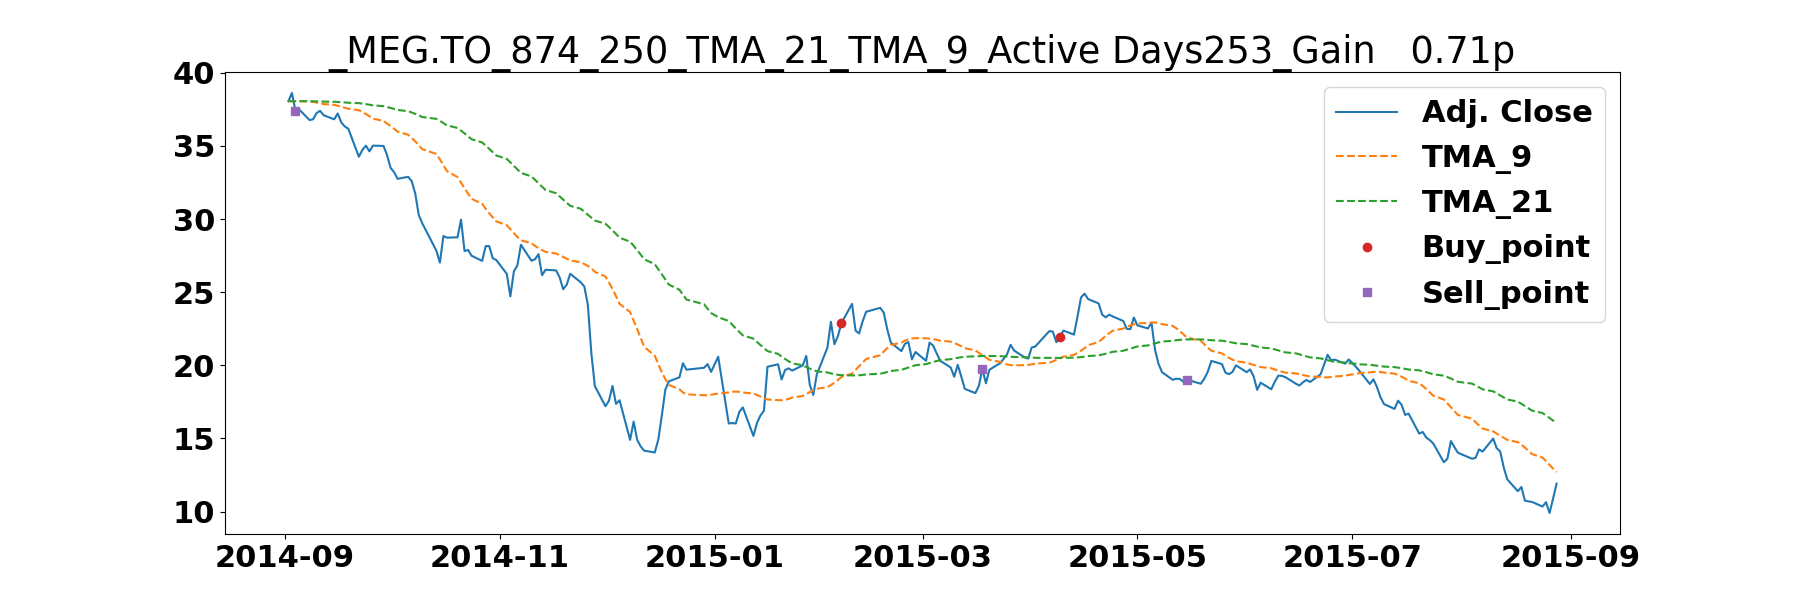 _MEG.TO_874_250_TMA_21_TMA_9_Active Days253_Gain   0.71p
40
35
30
25
20
15
10
Adj. Close
TMA_9
TMA_21
Buy_point
Sell_point
2014-09 2014-11 2015-01 2015-03 2015-05 2015-07 2015-09